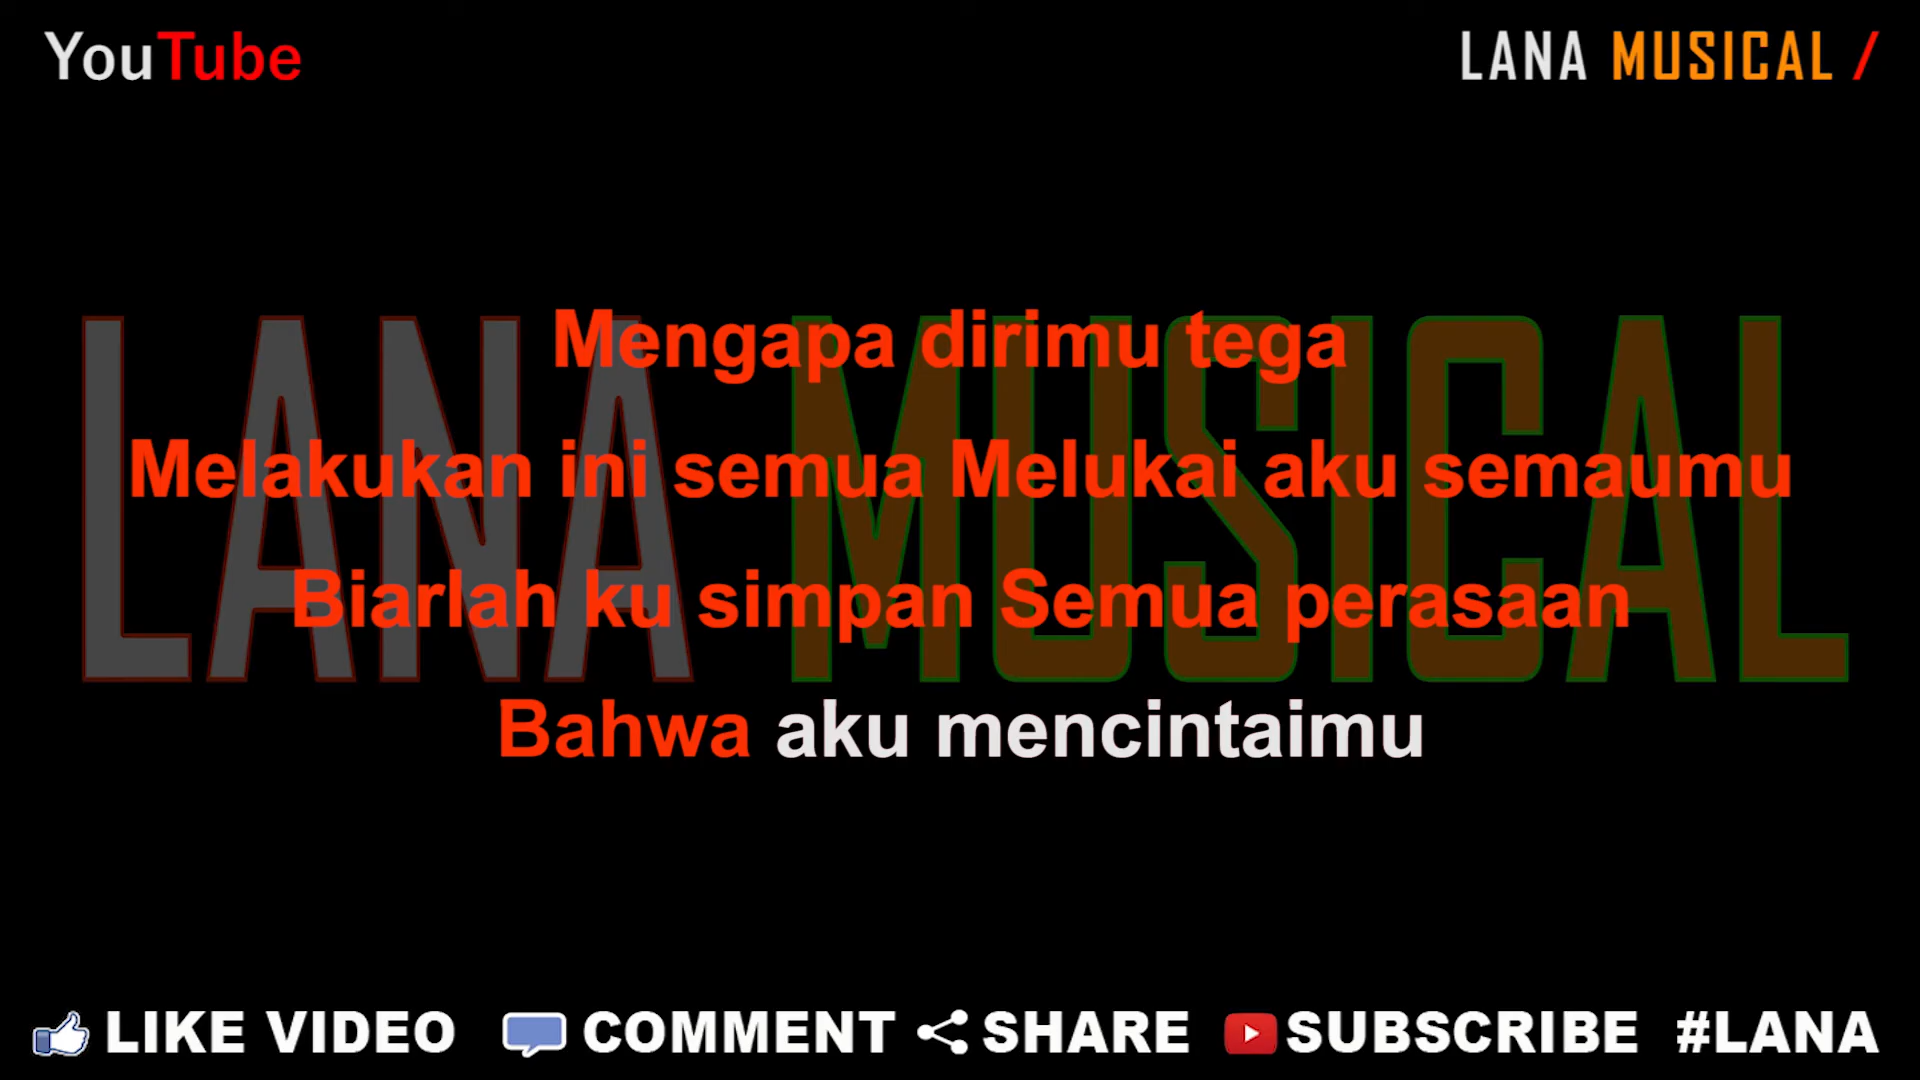 YouTube
LANA MUSICAL /
LANA MUSICAL
Mengapa dirimu tega
Melakukan ini semua Melukai aku semaumu
Biarlah ku simpan Semua perasaan
Bahwa aku mencintaimu
LIKE VIDEO COMMENT SHARE SUBSCRIBE #LANA